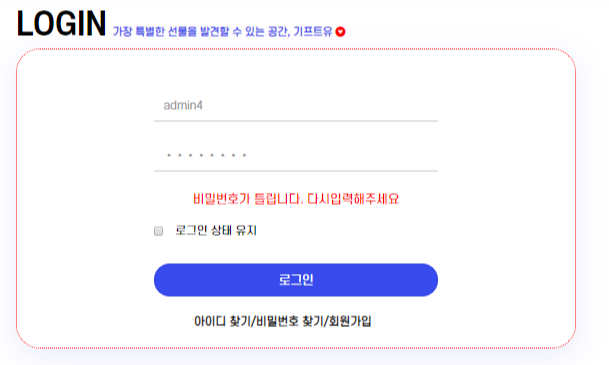 LOGIN 가장 특별한 선물을 발견할 수 있는 공간, 기프트유
admin4
••••••••
비밀번호가 틀립니다. 다시입력해주세요
로그인 상태 유지
로그인
아이디 찾기/비밀번호 찾기/회원가입